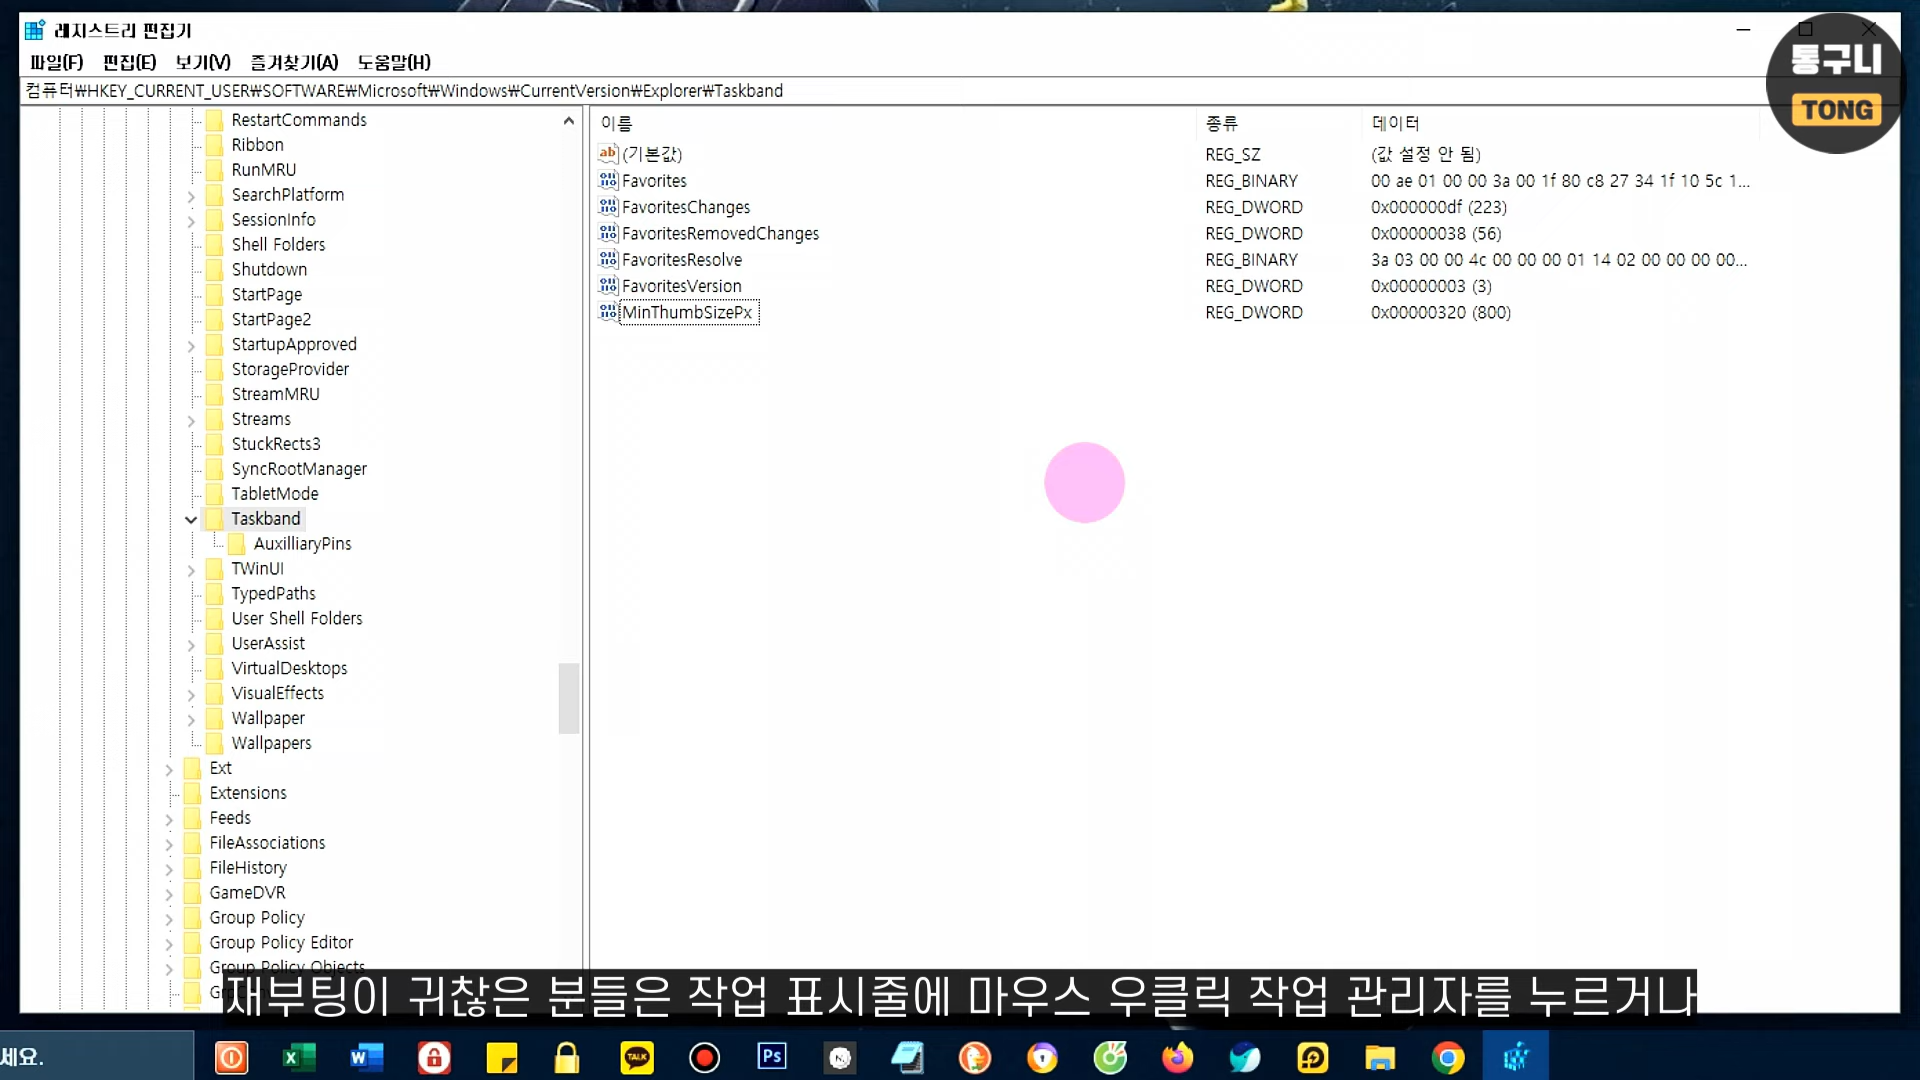 레지스트리 편집기
파일(F) 편집(E) 보기(V) 즐겨찾기(A) 도움말(H)
컴퓨터₩HKEY_CURRENT_USER₩SOFTWARE₩Microsoft₩Windows₩CurrentVersion₩Explorer₩Taskband
통구니
TONG
RestartCommands
Ribbon
RunMRU
SearchPlatform
SessionInfo
Shell Folders
Shutdown
StartPage
StartPage2
StartupApproved
StorageProvider
StreamMRU
Streams
StuckRects3
SyncRootManager
TabletMode
Taskband
AuxilliaryPins
TWinUI
TypedPaths
User Shell Folders
UserAssist
VirtualDesktops
VisualEffects
Wallpaper
Wallpapers
Ext
Extensions
Feeds
FileAssociations
FileHistory
GameDVR
Group Policy
Group Policy Editor
Group Policy Objects
이름 종류 데이터
(기본값) REG_SZ (값 설정 안 됨)
Favorites REG_BINARY 00 ae 01 00 00 3a 00 1f 80 c8 27 34 1f 10 5c 1...
FavoritesChanges REG_DWORD 0x000000df (223)
FavoritesRemovedChanges REG_DWORD 0x00000038 (56)
FavoritesResolve REG_BINARY 3a 03 00 00 4c 00 00 00 01 14 02 00 00 00 00 00...
FavoritesVersion REG_DWORD 0x00000003 (3)
MinThumbSizePx REG_DWORD 0x00000320 (800)
재부팅이 귀찮은 분들은 작업 표시줄에 마우스 우클릭 작업 관리자를 누르거나
세요.
TALK
Ps